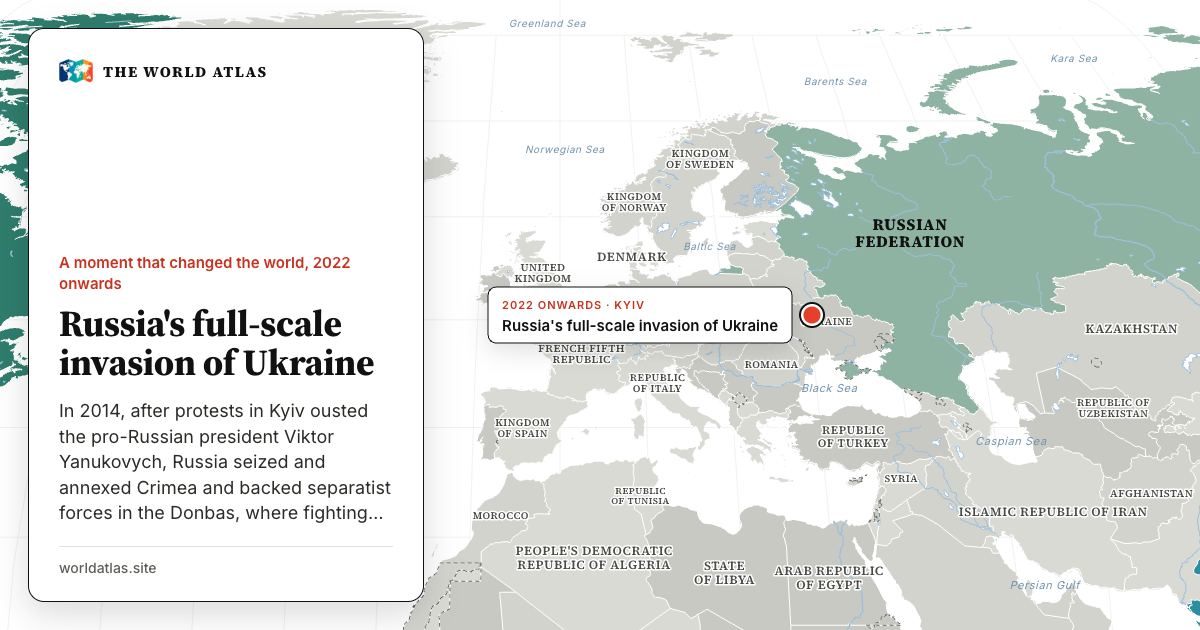 THE WORLD ATLAS
A moment that changed the world, 2022
onwards
Russia's full-scale
invasion of Ukraine
In 2014, after protests in Kyiv ousted
the pro-Russian president Viktor
Yanukovych, Russia seized and
annexed Crimea and backed separatist
forces in the Donbas, where fighting...
worldatlas.site
Greenland Sea
Barents Sea
Kara Sea
Norwegian Sea
KINGDOM
OF SWEDEN
KINGDOM
OF NORWAY
RUSSIAN
FEDERATION
Baltic Sea
DENMARK
UNITED
KINGDOM
2022 ONWARDS · KYIV
Russia's full-scale invasion of Ukraine
AINE
FRENCH FIFTH
REPUBLIC
KAZAKHSTAN
ROMANIA
REPUBLIC
OF ITALY
Black Sea
REPUBLIC OF
UZBEKISTAN
KINGDOM
OF SPAIN
REPUBLIC
OF TURKEY
Caspian Sea
SYRIA
REPUBLIC
OF TUNISIA
AFGHANISTAN
MOROCCO
ISLAMIC REPUBLIC OF IRAN
PEOPLE'S DEMOCRATIC
REPUBLIC OF ALGERIA
STATE
OF LIBYA
ARAB REPUBLIC
OF EGYPT
Persian Gulf